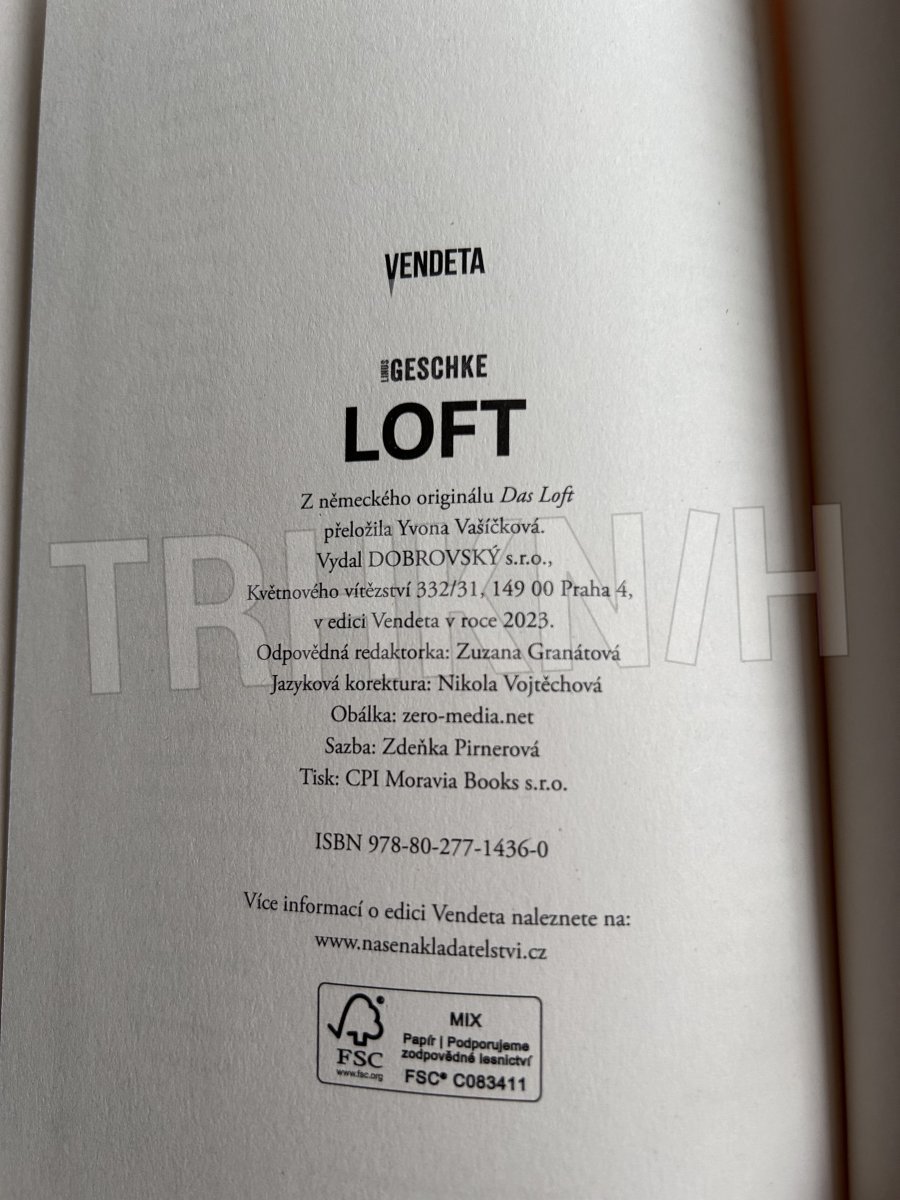 VENDETA
LINUS GESCHKE
LOFT
Z německého originálu Das Loft
přeložila Yvona Vašíčková.
Vydal DOBROVSKÝ s.r.o.,
Květnového vítězství 332/31, 149 00 Praha 4,
v edici Vendeta v roce 2023.
Odpovědná redaktorka: Zuzana Granátová
Jazyková korektura: Nikola Vojtěchová
Obálka: zero-media.net
Sazba: Zdeňka Pirnerová
Tisk: CPI Moravia Books s.r.o.
ISBN 978-80-277-1436-0
Více informací o edici Vendeta naleznete na:
www.nasenakladatelstvi.cz
FSC
www.fsc.org
MIX
Papír | Podporujeme
zodpovědné lesnictví
FSC® C083411